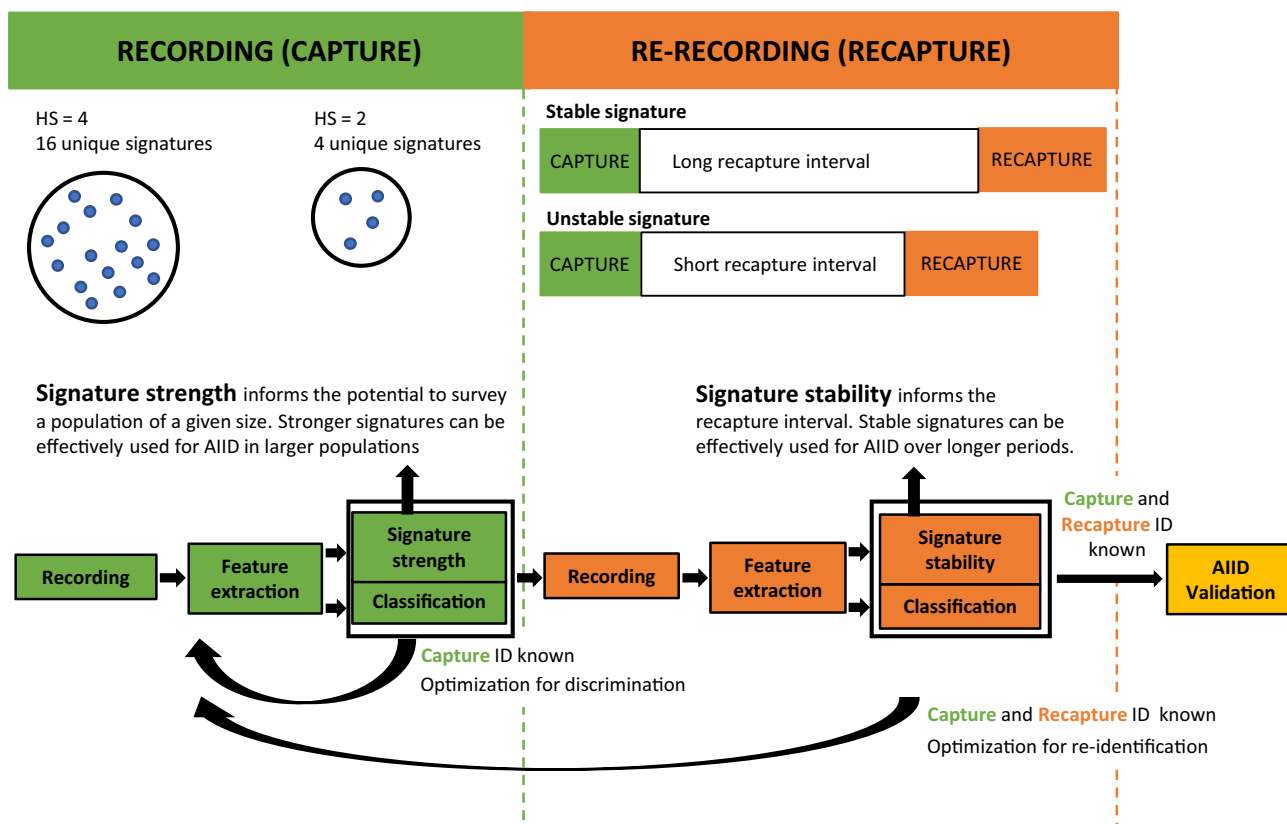 RECORDING (CAPTURE)
RE-RECORDING (RECAPTURE)
HS = 4
16 unique signatures
HS = 2
4 unique signatures
Stable signature
CAPTURE
Long recapture interval
RECAPTURE
Unstable signature
CAPTURE
Short recapture interval
RECAPTURE
Signature strength informs the potential to survey
a population of a given size. Stronger signatures can be
effectively used for AIID in larger populations
Signature stability informs the
recapture interval. Stable signatures can be
effectively used for AIID over longer periods.
Recording
Feature
extraction
Signature
strength
Classification
Recording
Feature
extraction
Signature
stability
Classification
Capture and
Recapture ID
known
AIID
Validation
Capture ID known
Optimization for discrimination
Capture and Recapture ID known
Optimization for re-identification